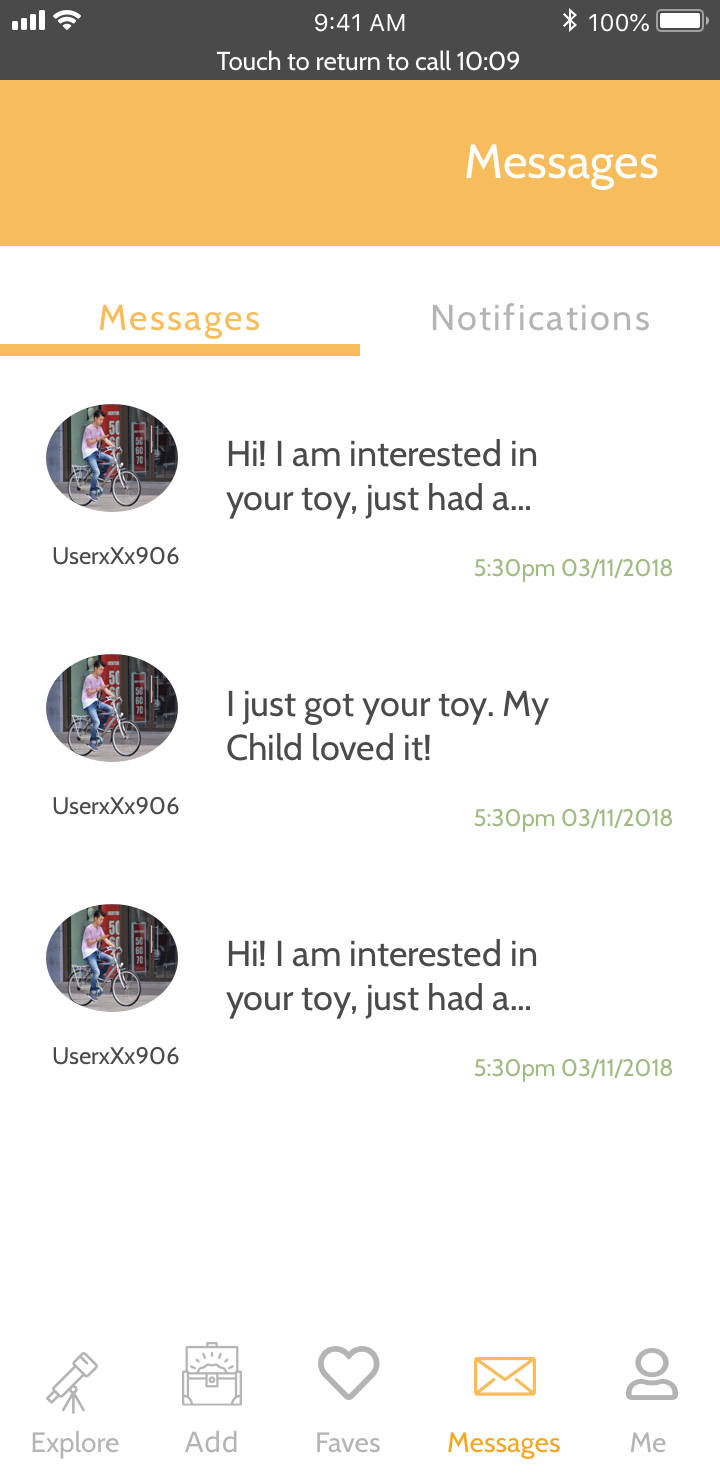 9:41 AM 100%
Touch to return to call 10:09
Messages
Messages Notifications
Hi! I am interested in
your toy, just had a...
UserxXx906
5:30pm 03/11/2018
I just got your toy. My
Child loved it!
UserxXx906
5:30pm 03/11/2018
Hi! I am interested in
your toy, just had a...
UserxXx906
5:30pm 03/11/2018
Explore Add Faves Messages Me